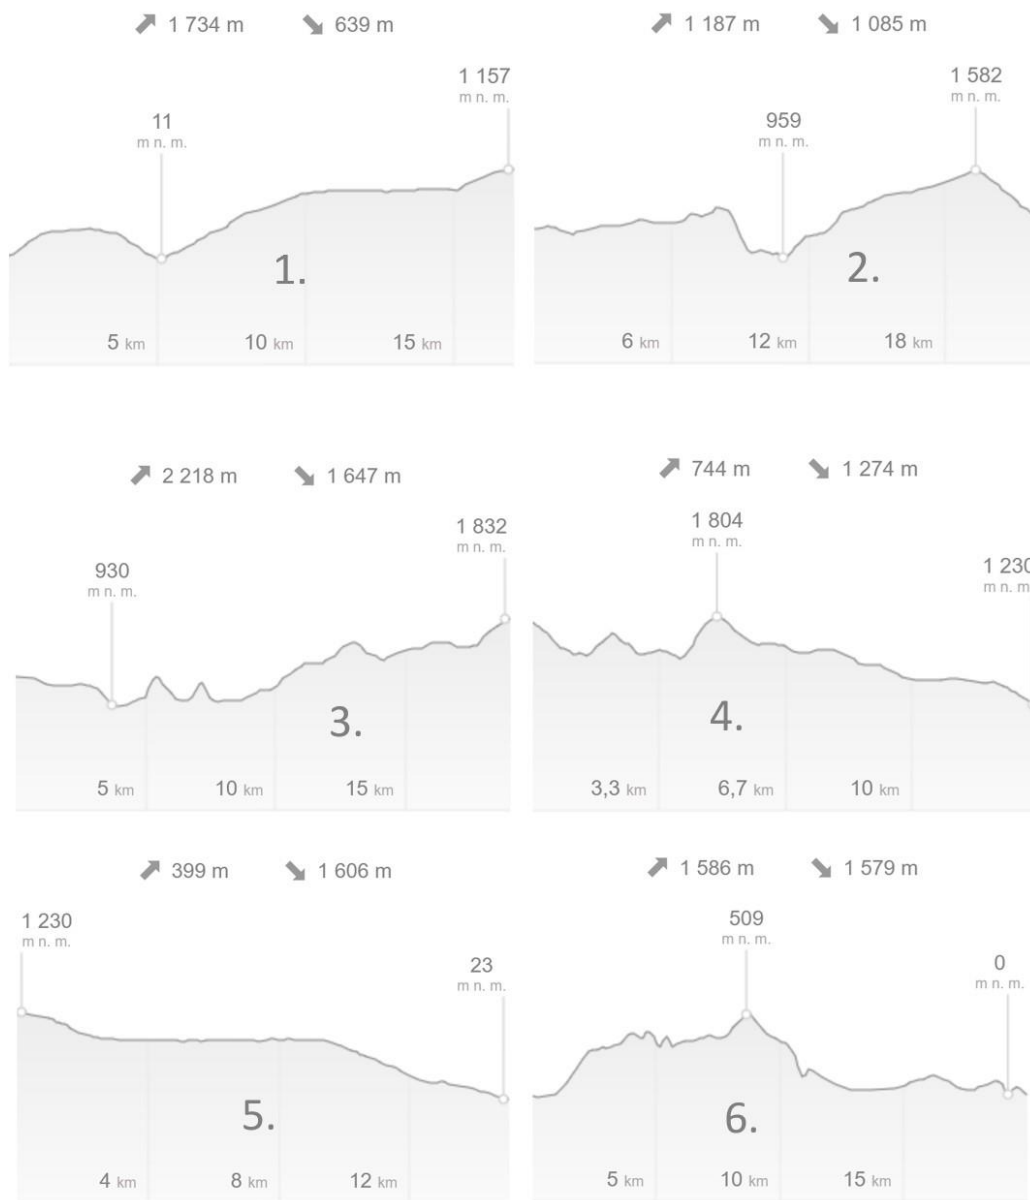 1 734 m 639 m
1 157
m n. m.
11
m n. m.
1.
5 km 10 km 15 km
1 187 m 1 085 m
1 582
m n. m.
959
m n. m.
2.
6 km 12 km 18 km
2 218 m 1 647 m
1 832
m n. m.
930
m n. m.
3.
5 km 10 km 15 km
744 m 1 274 m
1 804
m n. m.
1 230
m n. m
4.
3,3 km 6,7 km 10 km
399 m 1 606 m
1 230
m n. m.
23
m n. m.
5.
4 km 8 km 12 km
1 586 m 1 579 m
509
m n. m.
0
m n. m.
6.
5 km 10 km 15 km